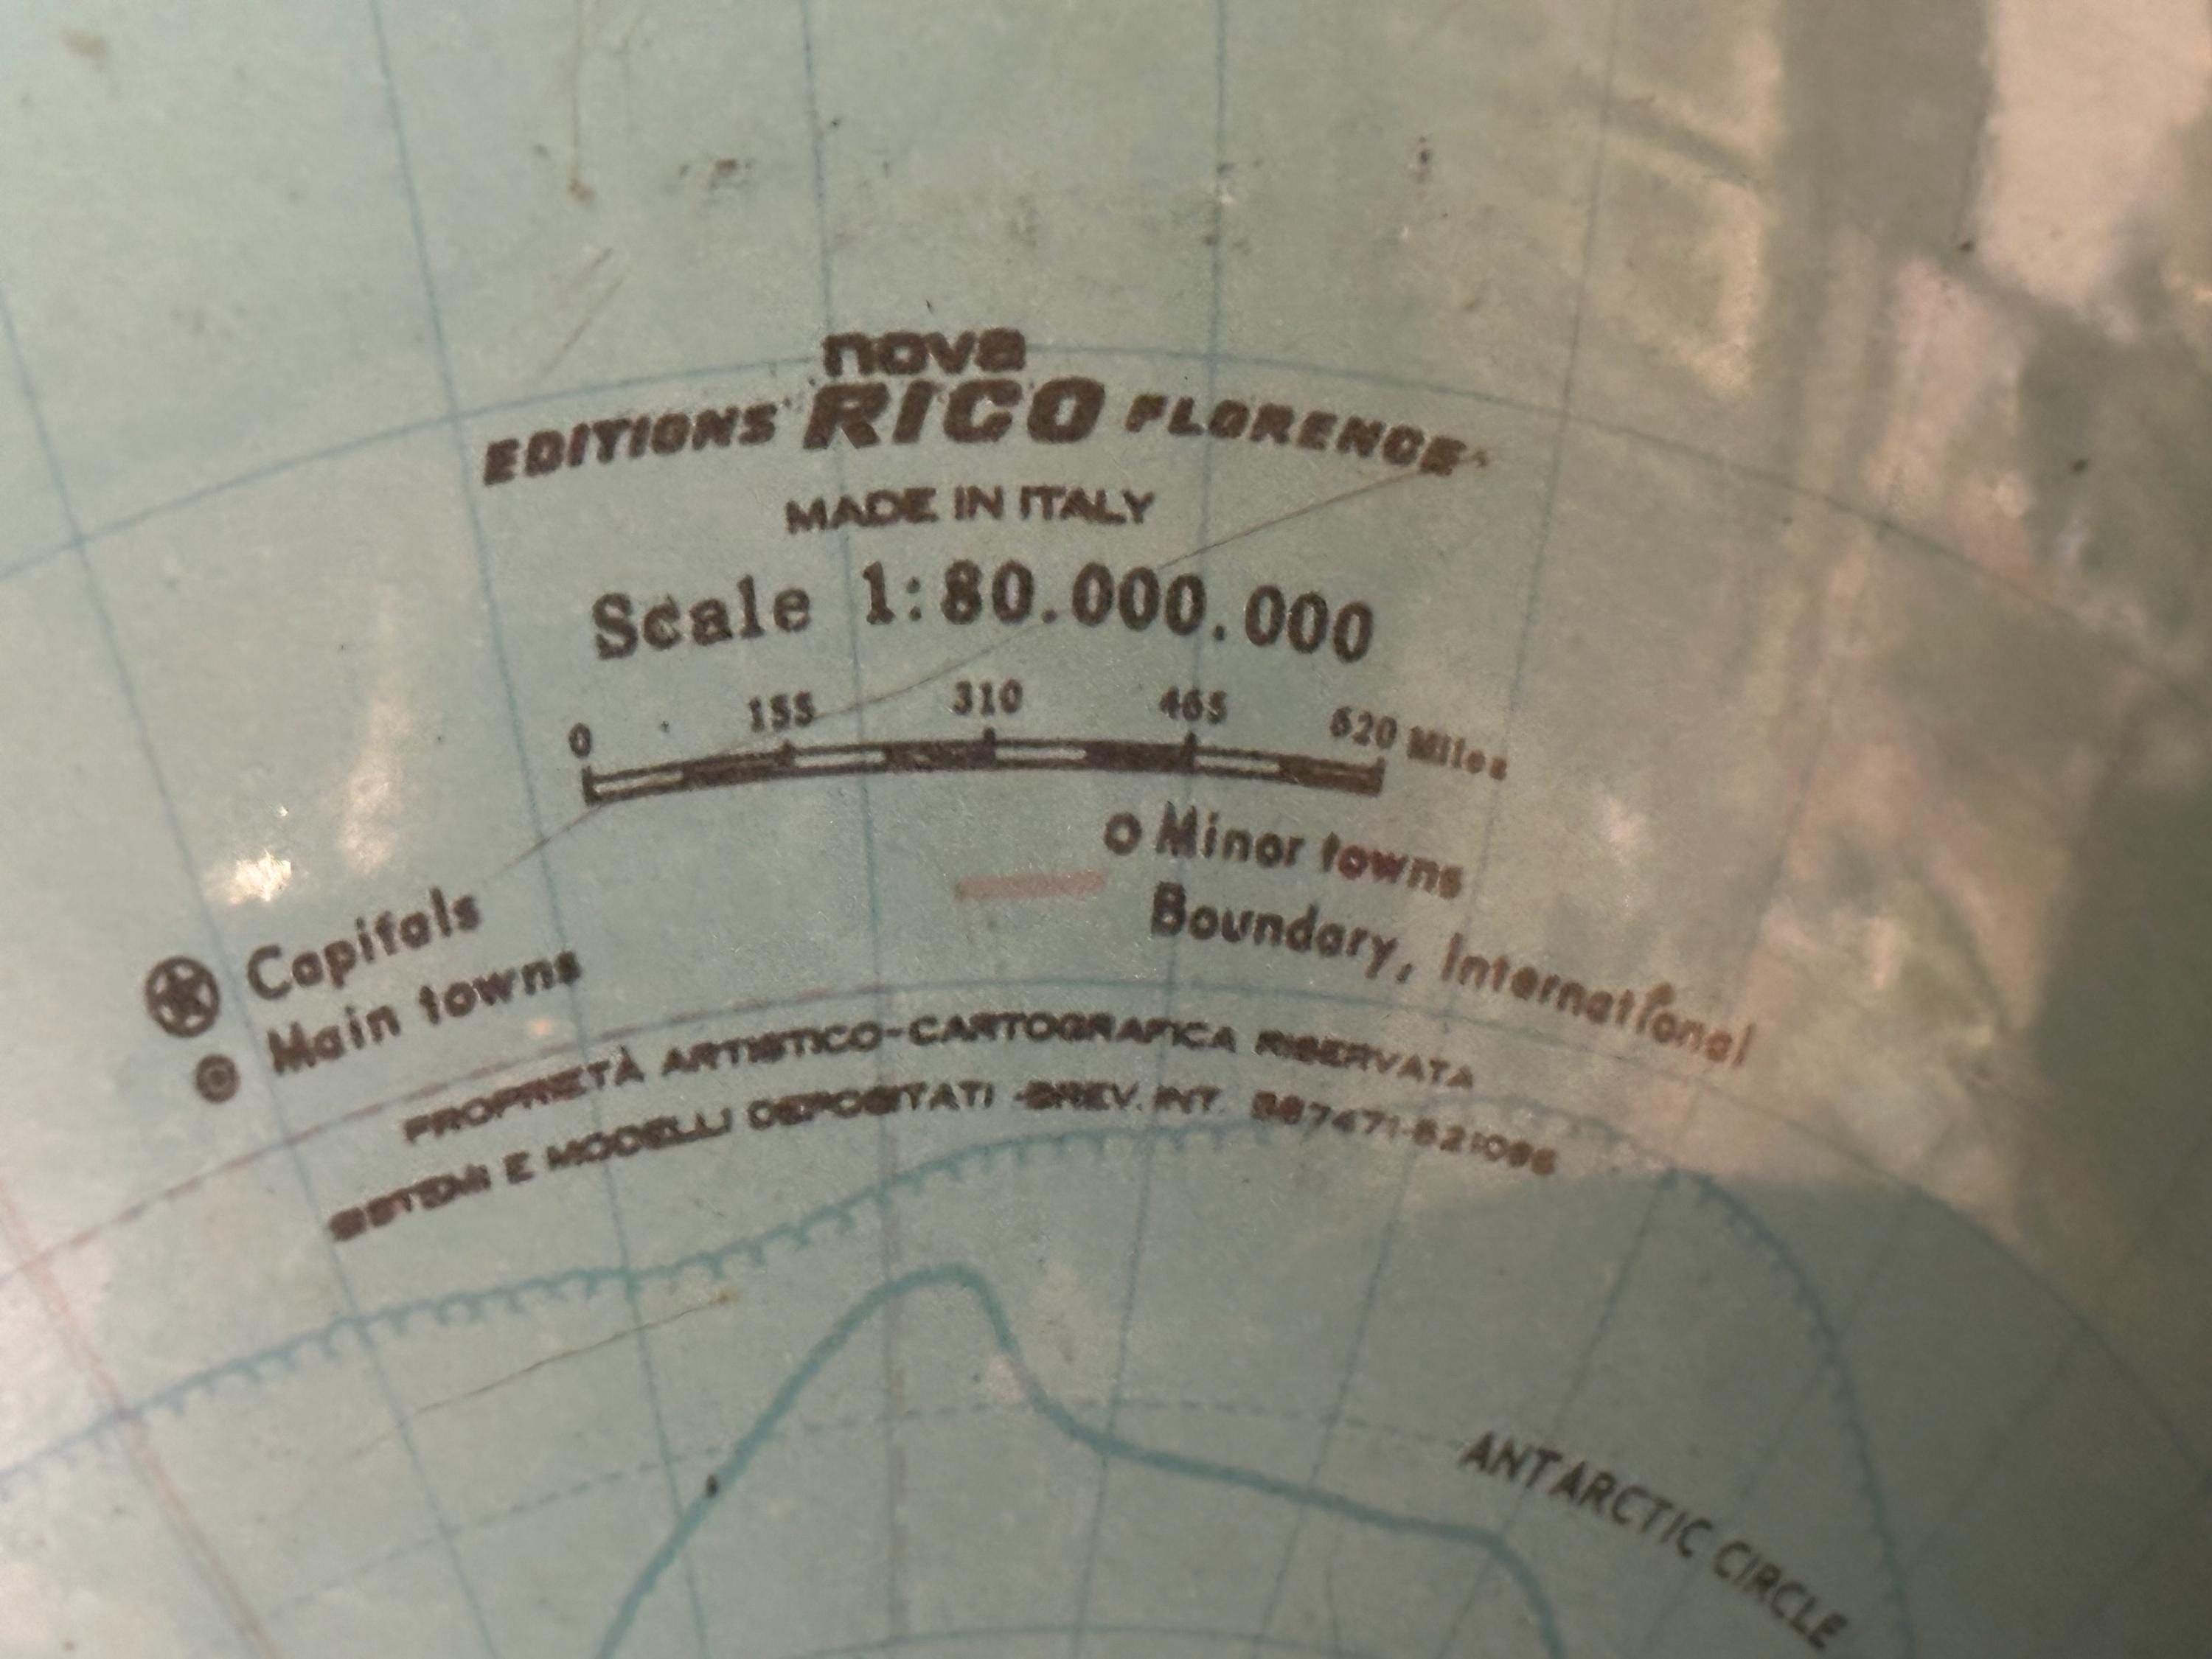 nova
EDITIONS RICO FLORENCE
MADE IN ITALY
Scale 1:80.000.000
0 155 310 465 620 Miles
Minor towns
Boundary, International
Capitals
Main towns
PROPRIETÀ ARTISTICO-CARTOGRAFICA RISERVATA
SISTEMI E MODELLI DEPOSITATI - BREV. INT.
ANTARCTIC CIRCLE